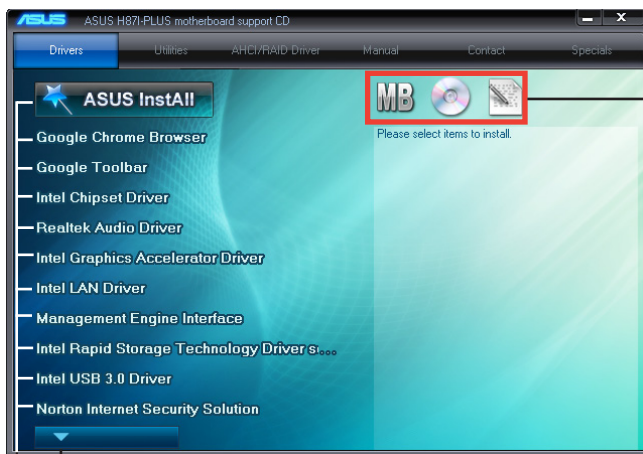 ASUS ASUS H87I-PLUS motherboard support CD
Drivers Utilities AHCI/RAID Driver Manual Contact Specials
ASUS InstAll
MB
Please select items to install.
Google Chrome Browser
Google Toolbar
Intel Chipset Driver
Realtek Audio Driver
Intel Graphics Accelerator Driver
Intel LAN Driver
Management Engine Interface
Intel Rapid Storage Technology Driver s...
Intel USB 3.0 Driver
Norton Internet Security Solution